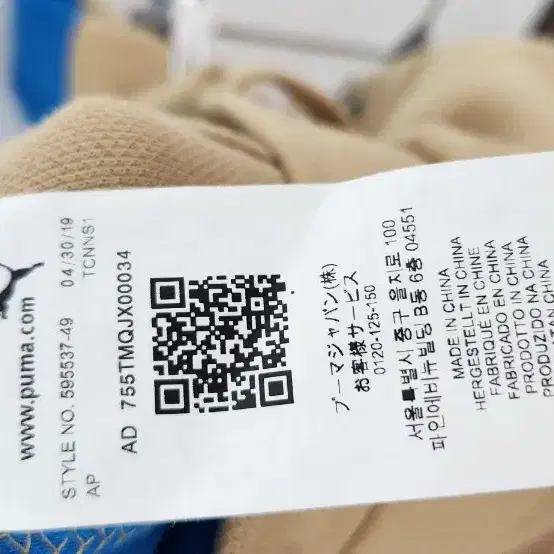 www.puma.com
STYLE NO. 595537-49 04/30/19
AP TCNNS1
AD 755TMQJX00034
プーマジャパン(株)
お客様サービス
0120-125-150
서울특별시 중구 을지로 100
파인에비뉴빌딩 B동 6층 04551
MADE IN CHINA
HERGESTELLT IN CHINA
FABRIQUÉ EN CHINE
FABRICADO EN CHINA
PRODOTTO IN CHINA
PRODUZIDO NA CHINA